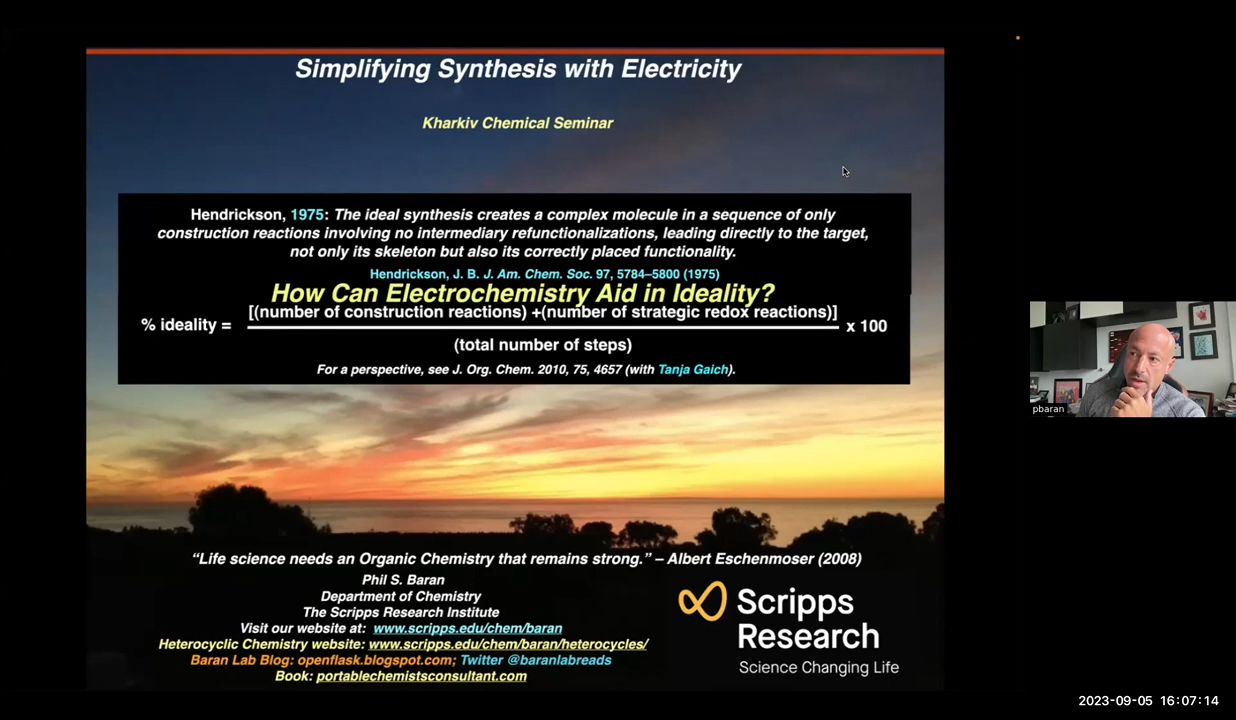 Simplifying Synthesis with Electricity
Kharkiv Chemical Seminar
Hendrickson, 1975: The ideal synthesis creates a complex molecule in a sequence of only
construction reactions involving no intermediary refunctionalizations, leading directly to the target,
not only its skeleton but also its correctly placed functionality.
Hendrickson, J. B. J. Am. Chem. Soc. 97, 5784–5800 (1975)
How Can Electrochemistry Aid in Ideality?
% ideality = [(number of construction reactions) +(number of strategic redox reactions)] x 100
(total number of steps)
For a perspective, see J. Org. Chem. 2010, 75, 4657 (with Tanja Gaich).
“Life science needs an Organic Chemistry that remains strong.” – Albert Eschenmoser (2008)
Phil S. Baran
Department of Chemistry
The Scripps Research Institute
Visit our website at: www.scripps.edu/chem/baran
Heterocyclic Chemistry website: www.scripps.edu/chem/baran/heterocycles/
Baran Lab Blog: openflask.blogspot.com; Twitter @baranlabreads
Book: portablechemistsconsultant.com
Scripps
Research
Science Changing Life
pbaran
2023-09-05 16:07:14